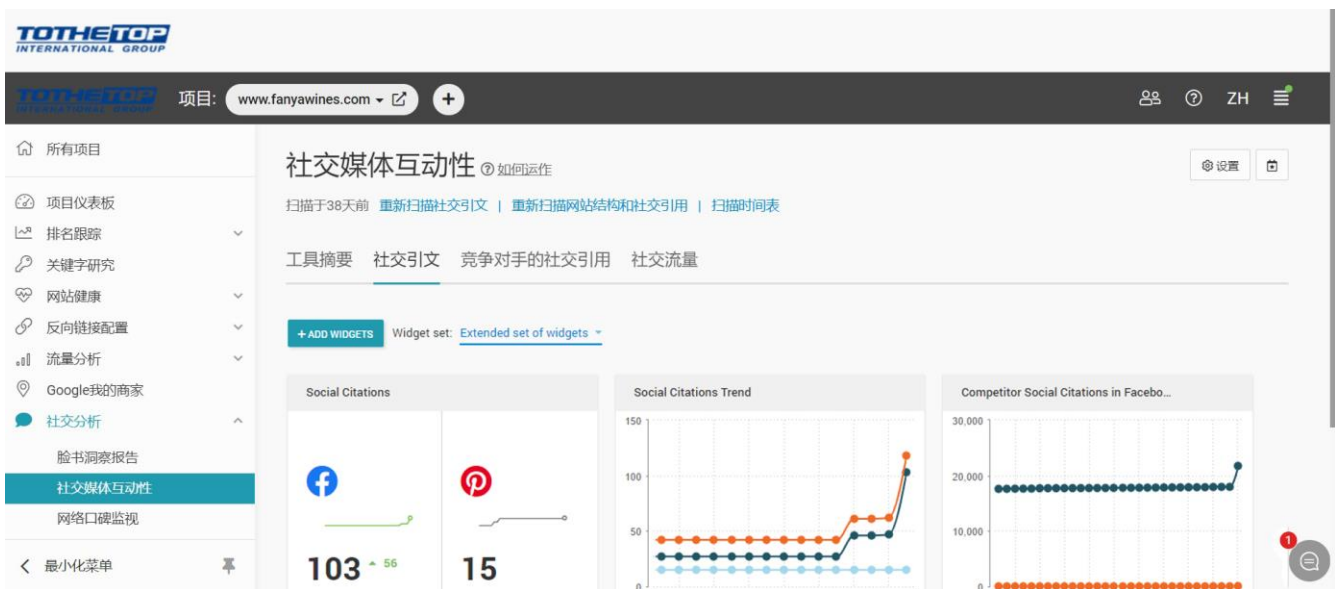 TOTHETOP
INTERNATIONAL GROUP
TOTHETOP
INTERNATIONAL GROUP
项目:
www.fanyawines.com
+
ZH
所有项目
项目仪表板
排名跟踪
关键字研究
网站健康
反向链接配置
流量分析
Google我的商家
社交分析
脸书洞察报告
社交媒体互动性
网络口碑监视
最小化菜单
社交媒体互动性 ? 如何运作
设置
扫描于38天前 重新扫描社交引文 | 重新扫描网站结构和社交引用 | 扫描时间表
工具摘要 社交引文 竞争对手的社交引用 社交流量
+ ADD WIDGETS Widget set: Extended set of widgets
Social Citations
103 56
15
Social Citations Trend
150
100
50
0
Competitor Social Citations in Facebo...
30,000
20,000
10,000
0
1